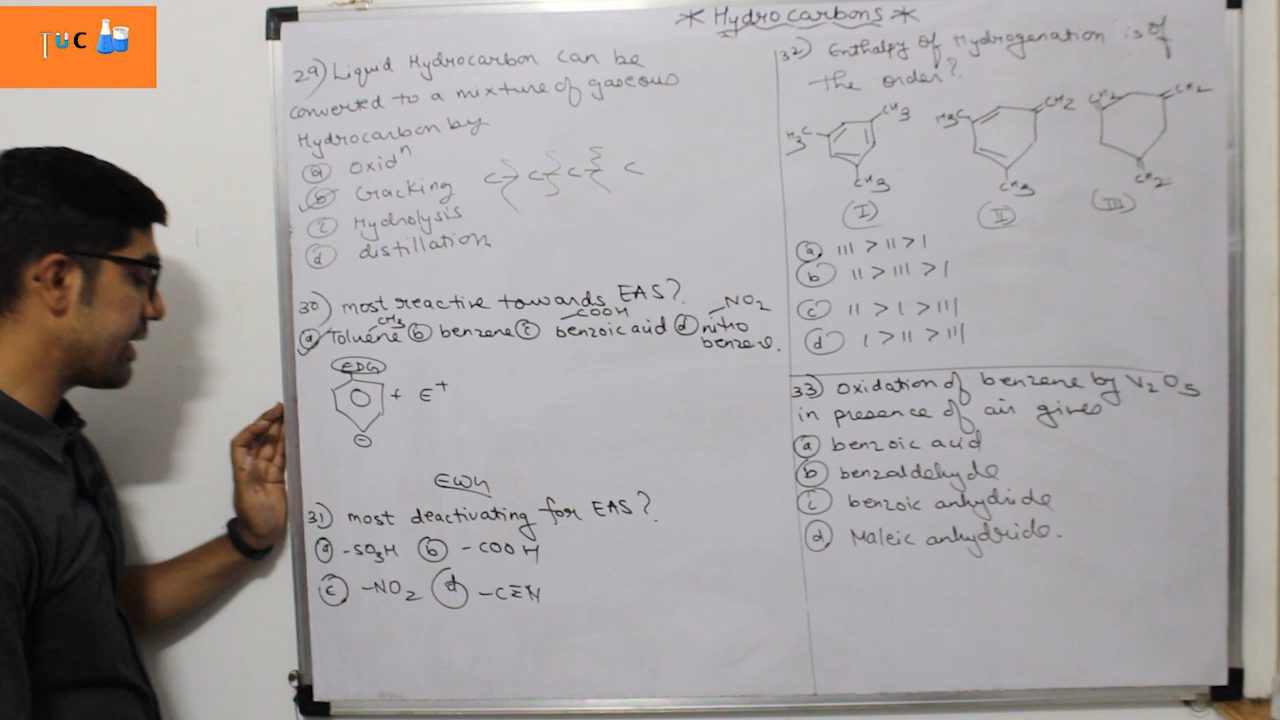 TUC
* Hydrocarbons *
29) Liquid Hydrocarbon can be
converted to a mixture of gaseous
Hydrocarbon by
(a) oxidⁿ
(b) Cracking
(c) Hydrolysis
(d) distillation
C C C C
30) most reactive towards EAS?
CH3 COOH NO2
(a) Toluene (b) benzene (c) benzoic acid (d) nitro
benzene.
EDG
+ E+
EWG
31) most deactivating for EAS?
(a) -SO3H (b) -COOH
(c) -NO2 (d) -C≡N
32) Enthalpy of Hydrogenation is of
the order?
H3C CH3 H3C CH2 CH2 CH2
CH3 CH3 CH2
(I) (II) (III)
(a) III > II > I
(b) II > III > I
(c) II > I > III
(d) I > II > III
33) Oxidation of benzene by V2O5
in presence of air gives
(a) benzoic acid
(b) benzaldehyde
(c) benzoic anhydride
(d) Maleic anhydride.